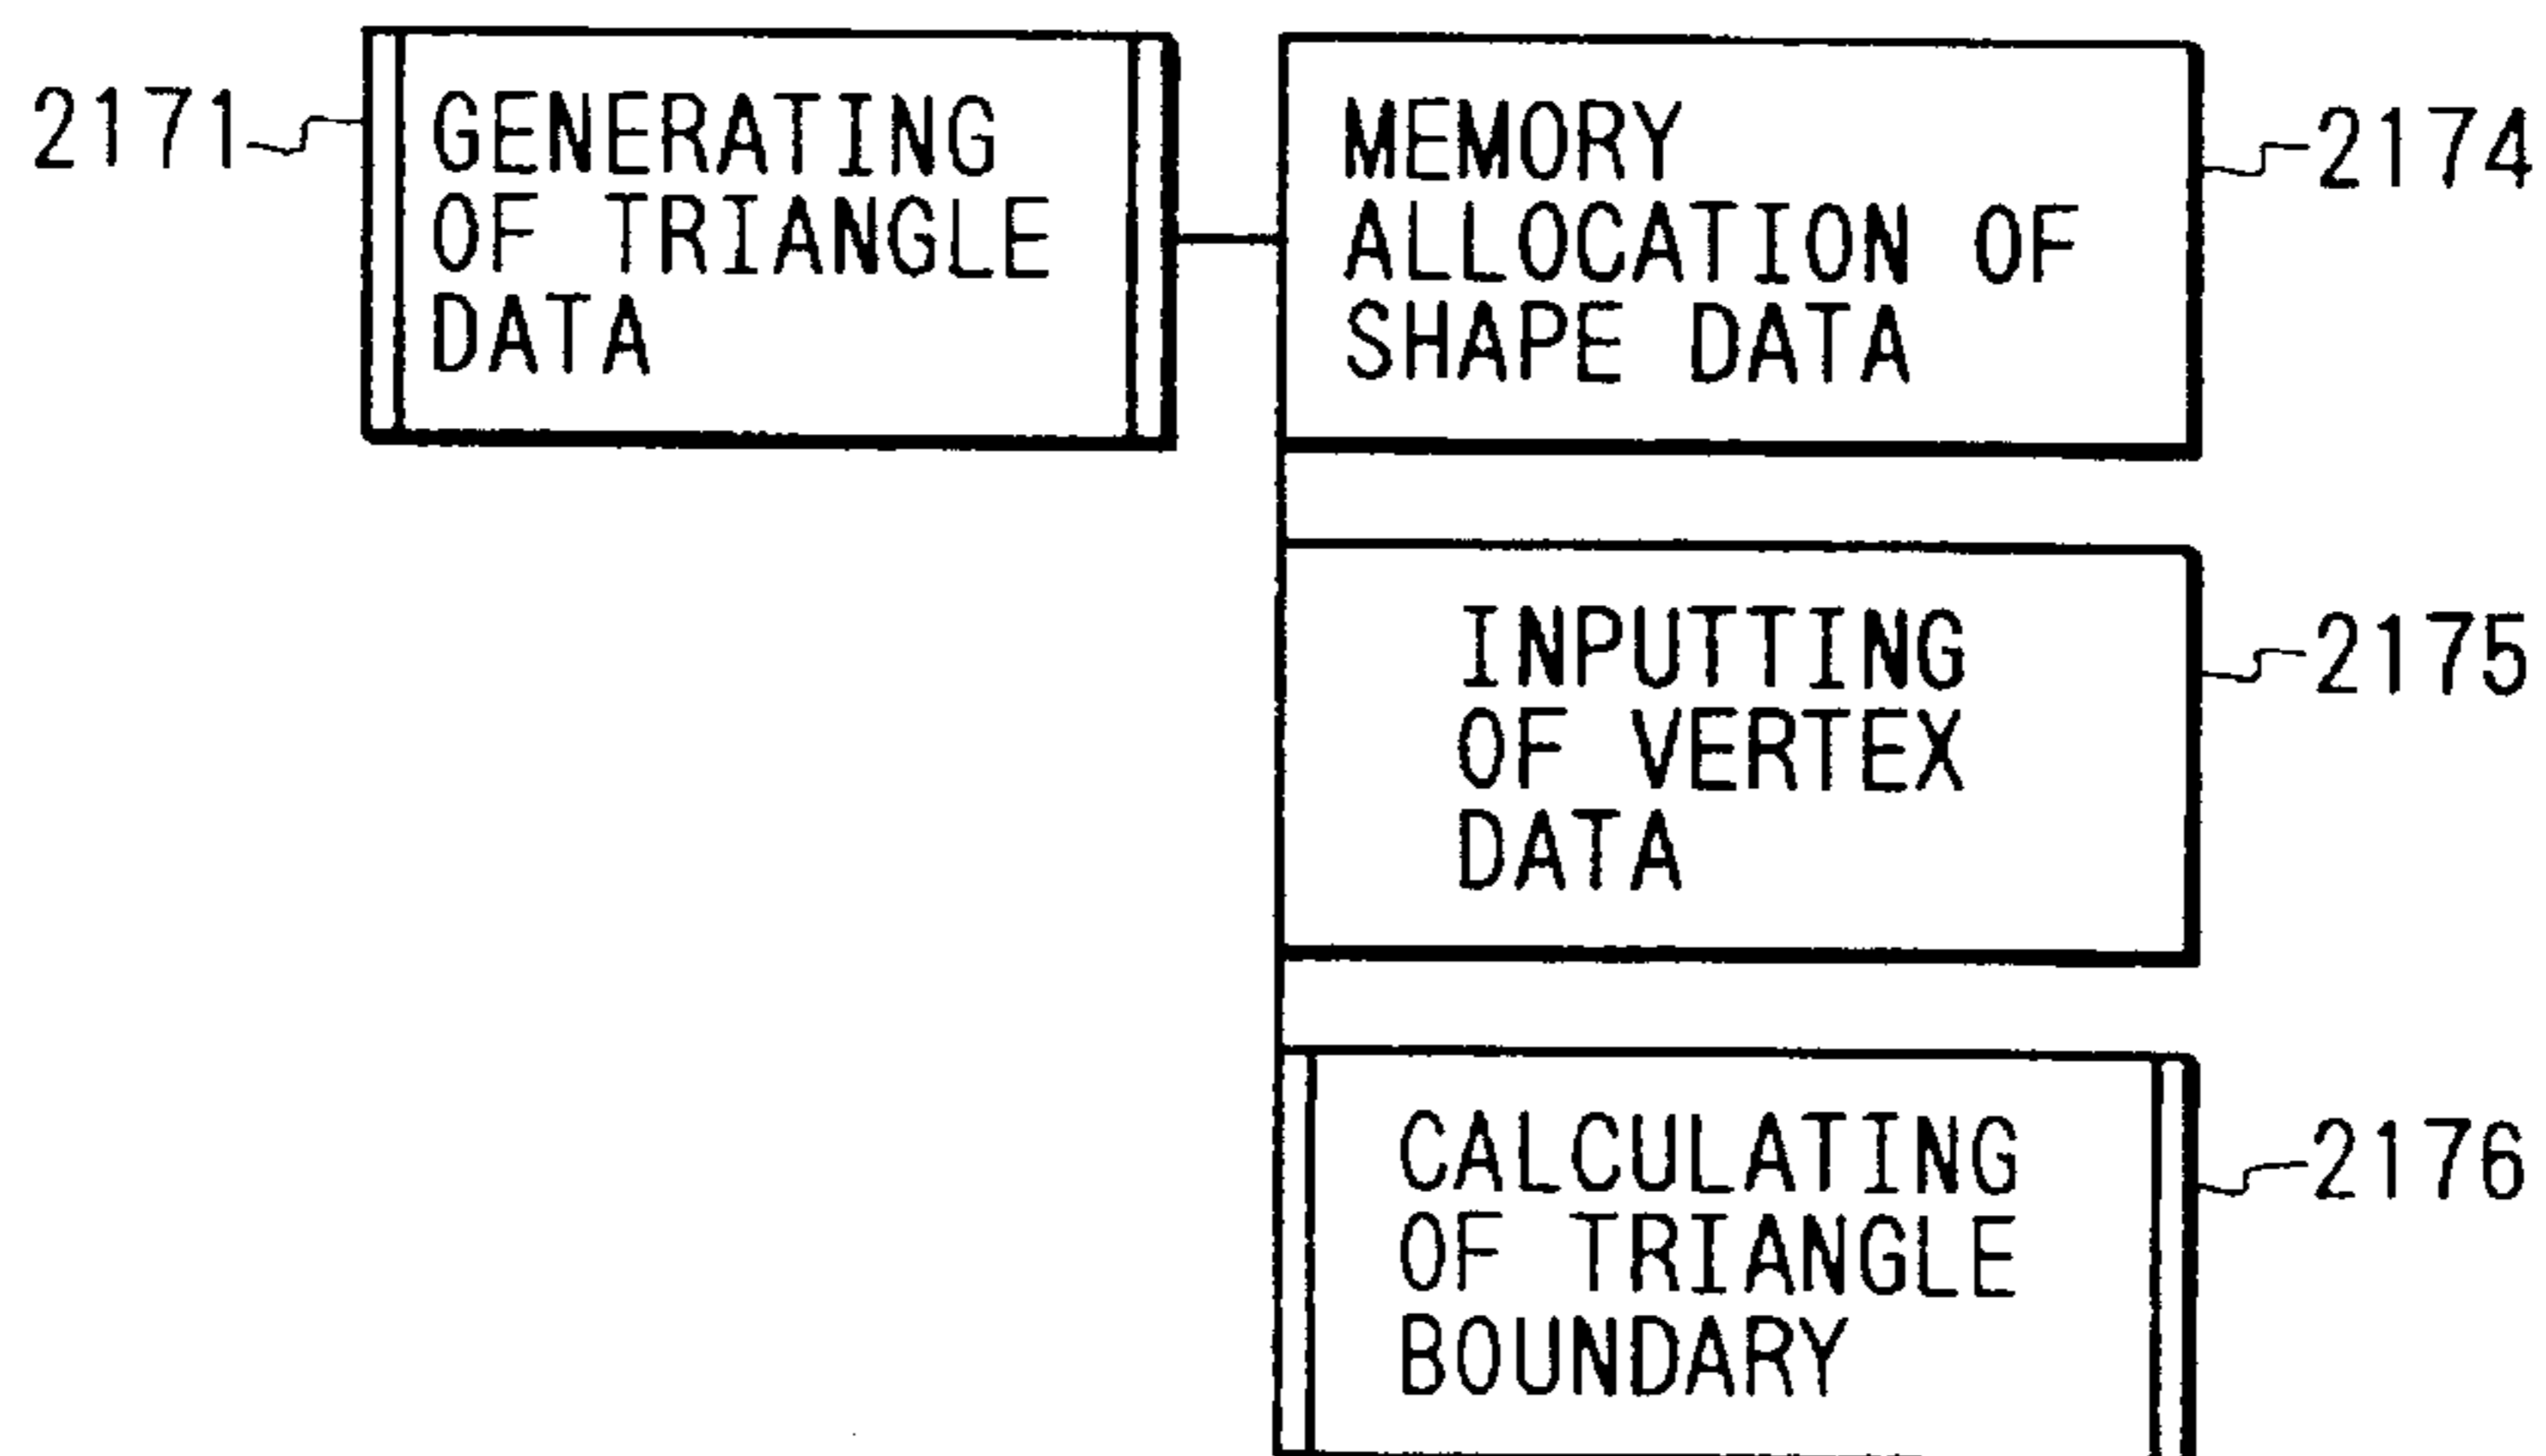 2171
GENERATING
OF TRIANGLE
DATA
MEMORY
ALLOCATION OF
SHAPE DATA
2174
INPUTTING
OF VERTEX
DATA
2175
CALCULATING
OF TRIANGLE
BOUNDARY
2176